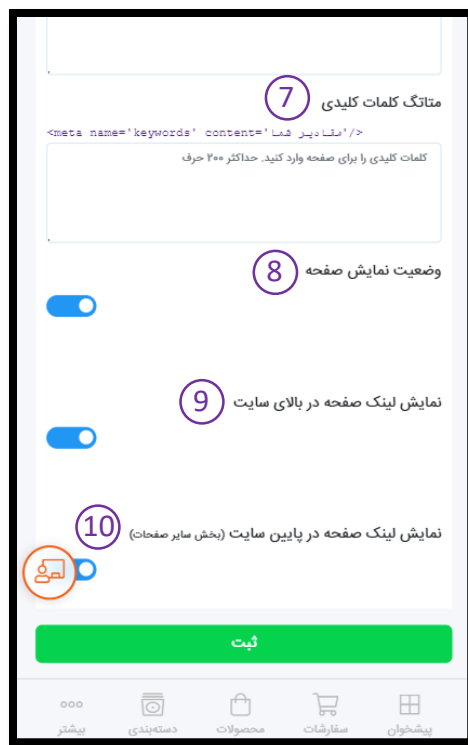 متاتگ کلمات کلیدی 7
<meta name='keywords' content='مقادیر شما'/>
کلمات کلیدی را برای صفحه وارد کنید. حداکثر ۲۰۰ حرف
وضعیت نمایش صفحه 8
نمایش لینک صفحه در بالای سایت 9
نمایش لینک صفحه در پایین سایت (بخش سایر صفحات) 10
ثبت
پیشخوان سفارشات محصولات دسته‌بندی بیشتر